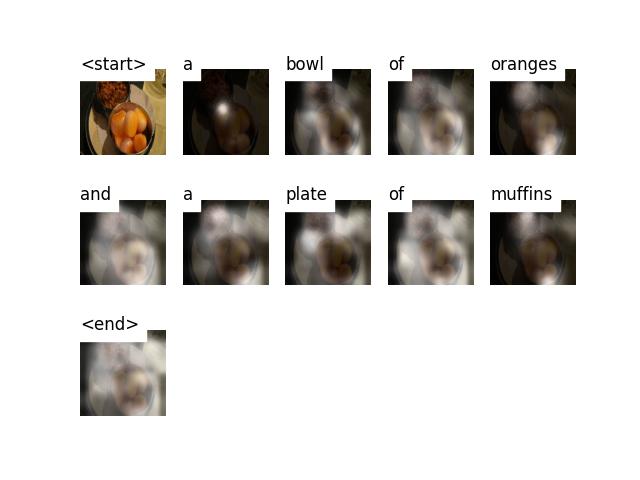 <start> a bowl of oranges
and a plate of muffins
<end>